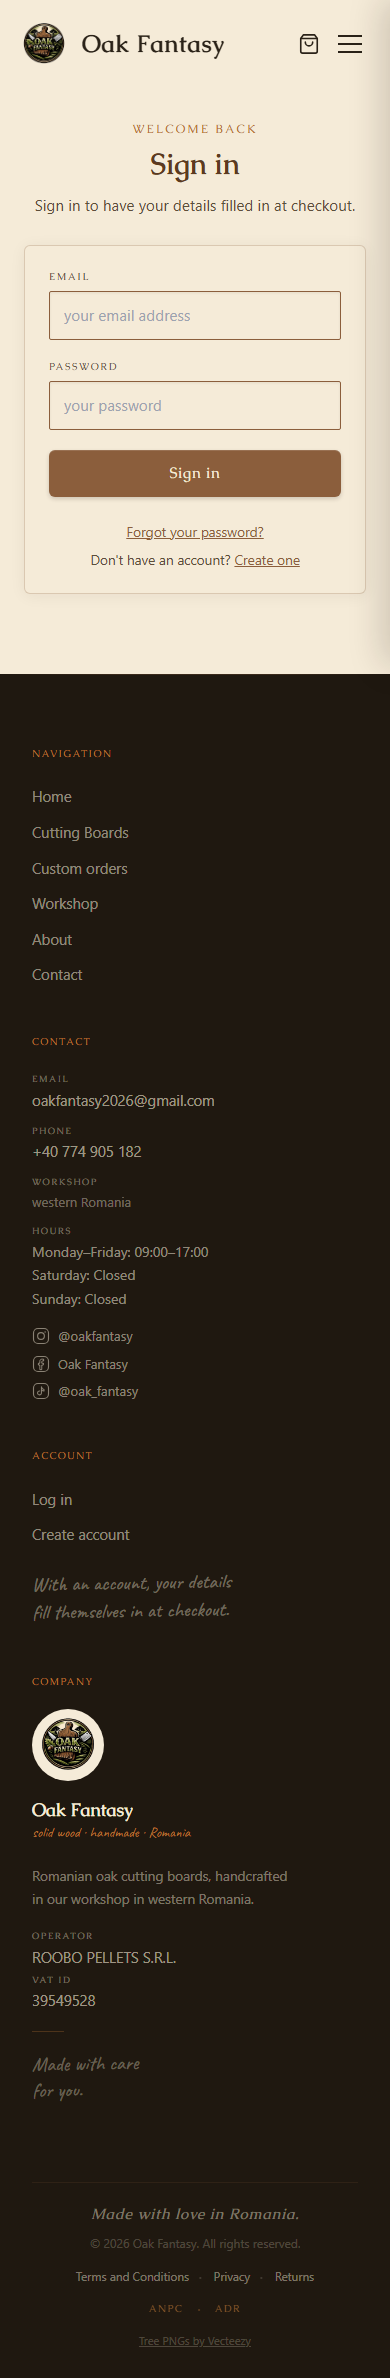 OAK
FANTASY
Oak Fantasy
WELCOME BACK
Sign in
Sign in to have your details filled in at checkout.
EMAIL
your email address
PASSWORD
your password
Sign in
Forgot your password?
Don't have an account? Create one
NAVIGATION
Home
Cutting Boards
Custom orders
Workshop
About
Contact
CONTACT
EMAIL
oakfantasy2026@gmail.com
PHONE
+40 774 905 182
WORKSHOP
western Romania
HOURS
Monday–Friday: 09:00–17:00
Saturday: Closed
Sunday: Closed
@oakfantasy
Oak Fantasy
@oak_fantasy
ACCOUNT
Log in
Create account
With an account, your details
fill themselves in at checkout.
COMPANY
OAK
FANTASY
Oak Fantasy
solid wood · handmade · Romania
Romanian oak cutting boards, handcrafted
in our workshop in western Romania.
OPERATOR
ROOBO PELLETS S.R.L.
VAT ID
39549528
Made with care
for you.
Made with love in Romania.
© 2026 Oak Fantasy. All rights reserved.
Terms and Conditions · Privacy · Returns
ANPC · ADR
Tree PNGs by Vecteezy